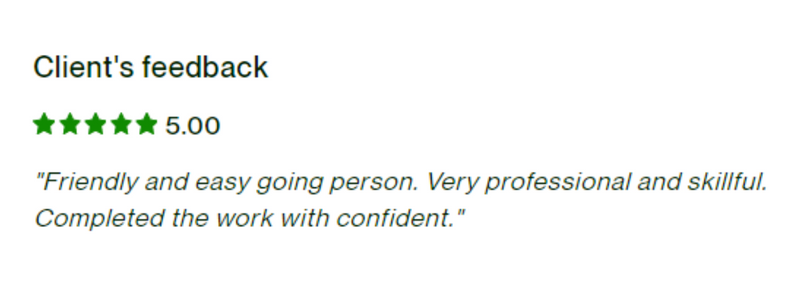 Client's feedback
5.00
"Friendly and easy going person. Very professional and skillful.
Completed the work with confident."